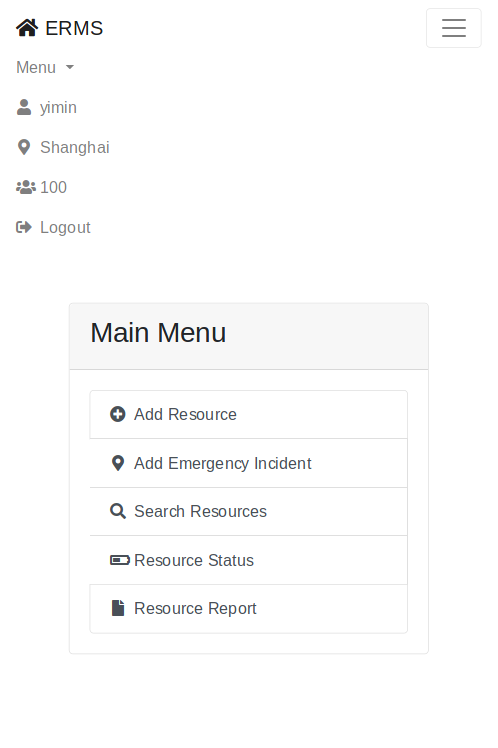 ERMS
Menu
yimin
Shanghai
100
Logout
Main Menu
Add Resource
Add Emergency Incident
Search Resources
Resource Status
Resource Report